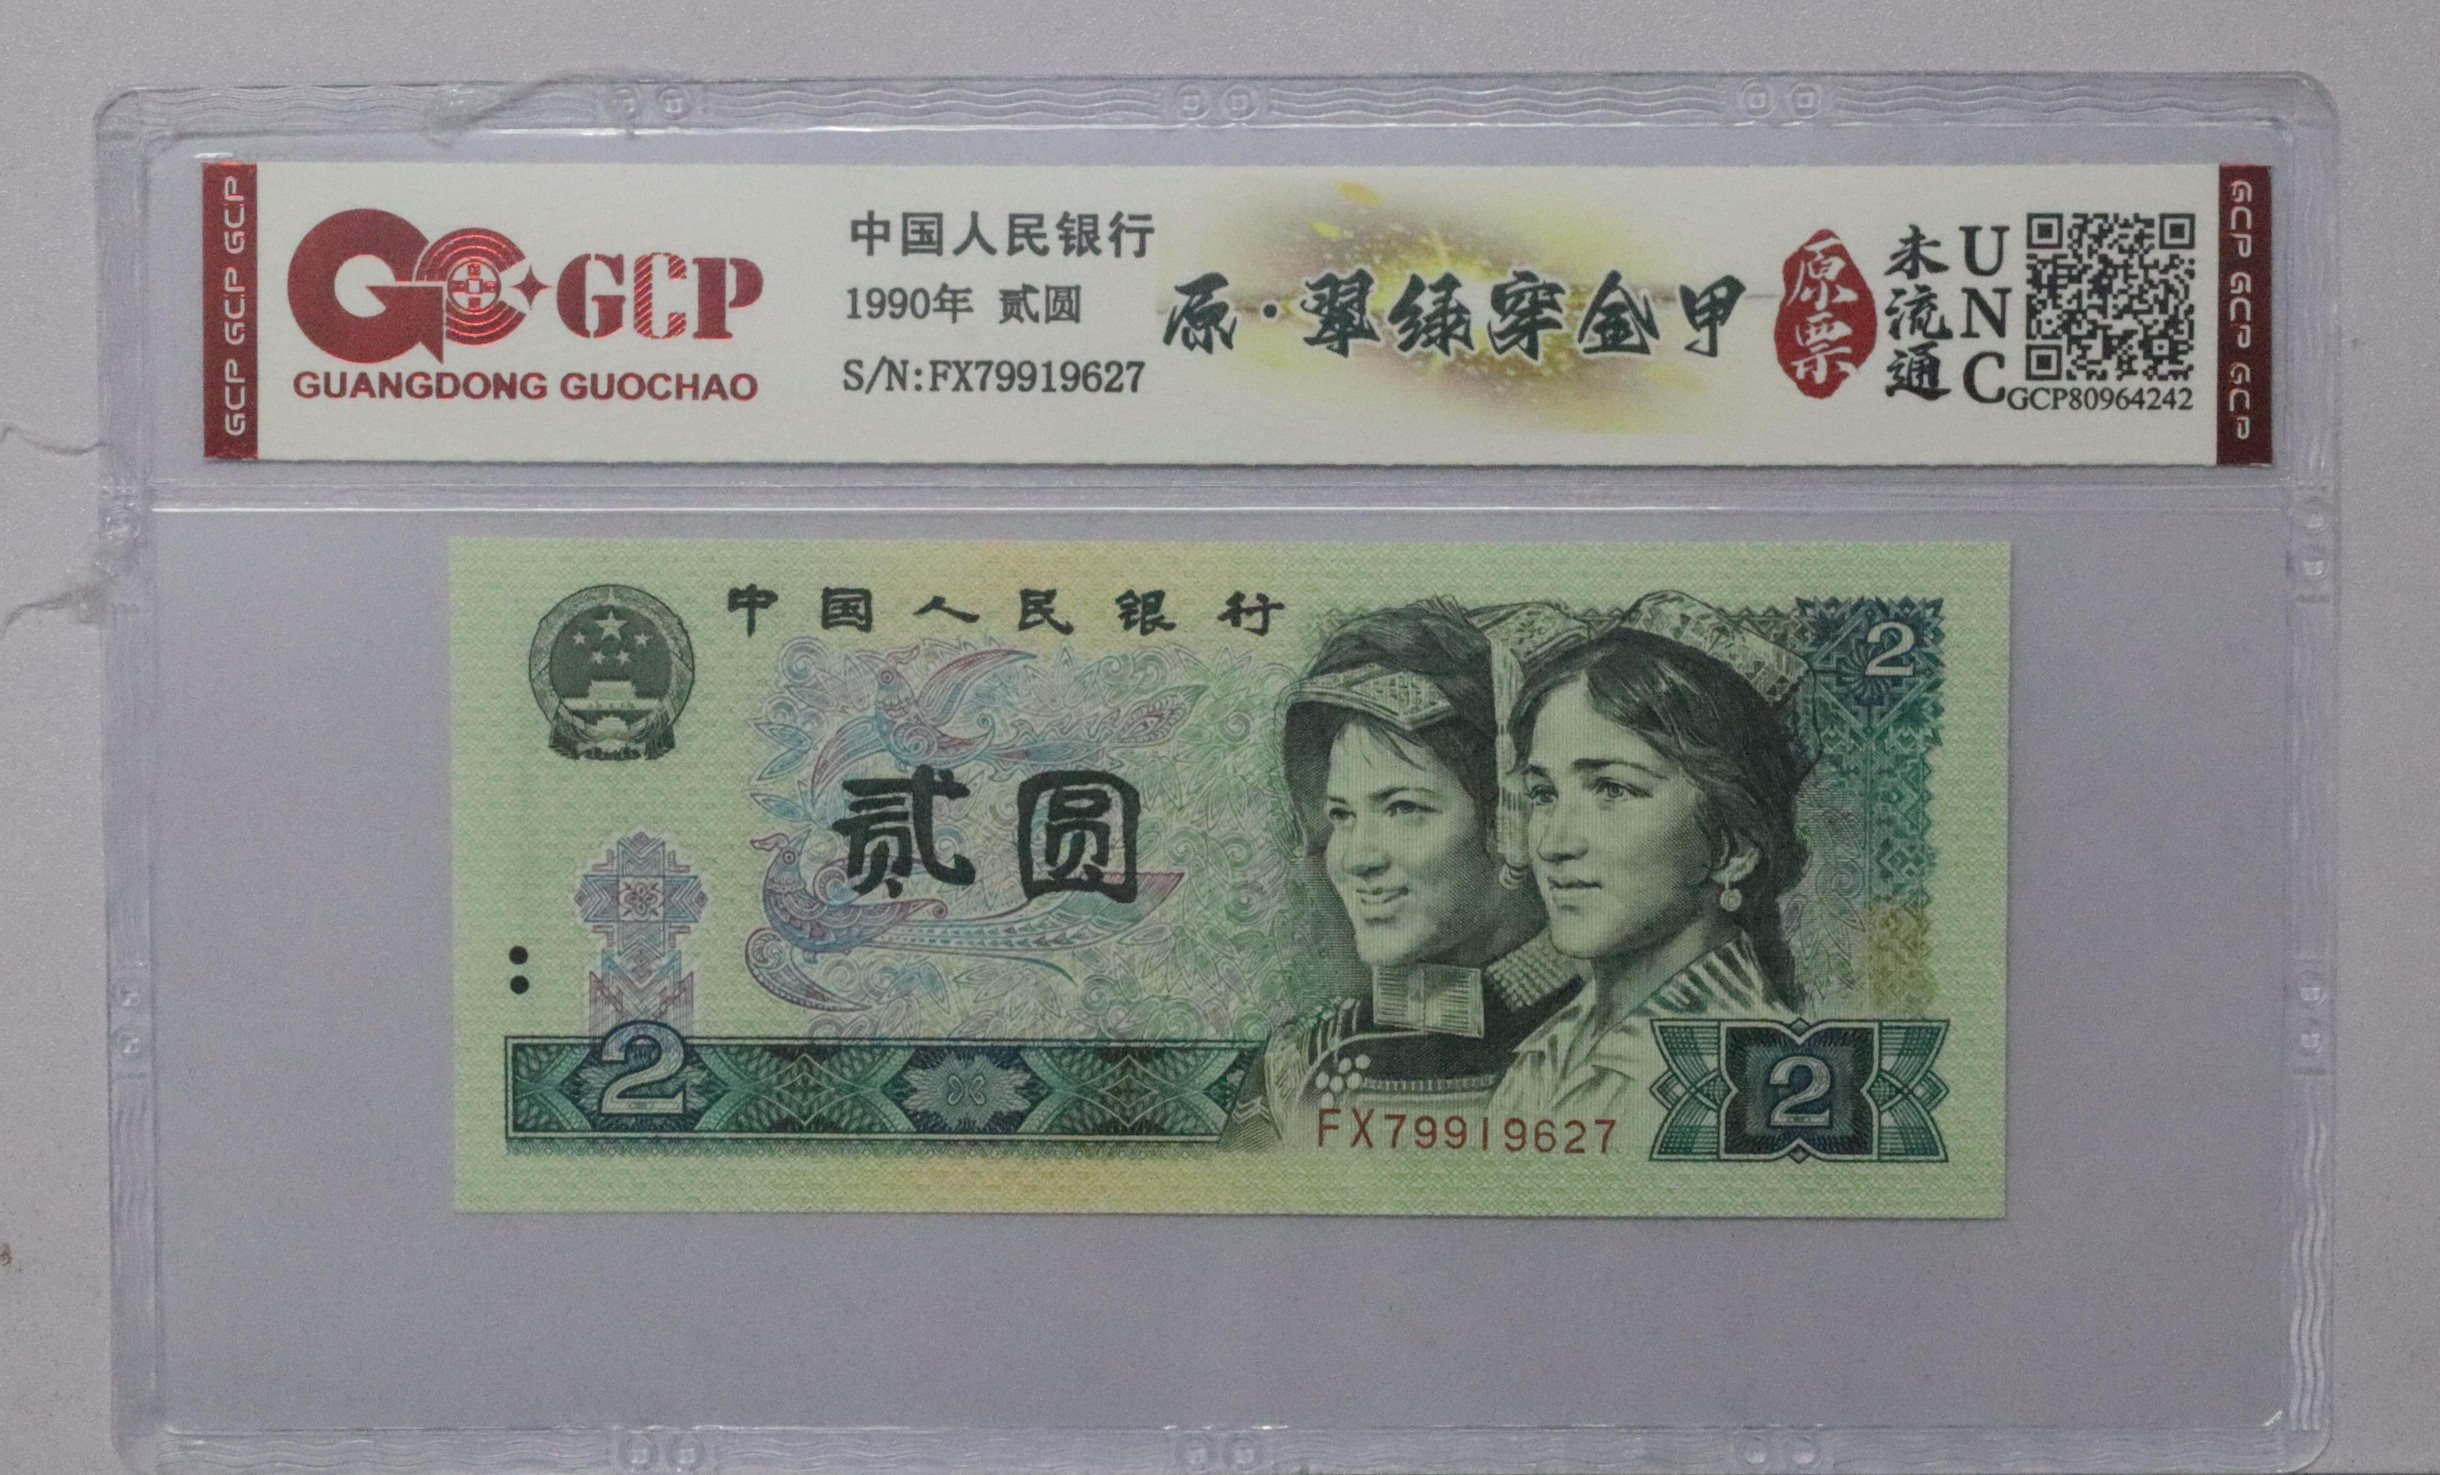 GCP GCP GCP
GC GCP
GUANGDONG GUOCHAO
中国人民银行
1990年 贰圆
S/N:FX79919627
原·翠绿穿金甲
原票
未流通
UNC
GCP80964242
GCP GCP GCP
中国人民银行
2
贰圆
2
FX79919627
2